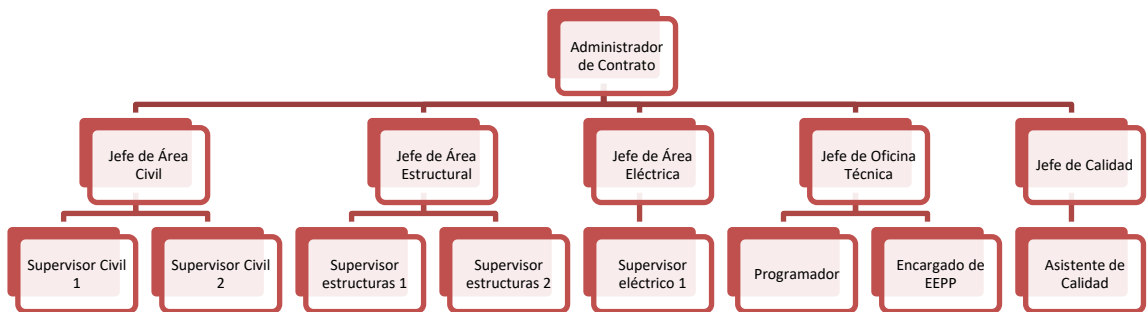 Administrador
de Contrato
Jefe de Área
Civil
Jefe de Área
Estructural
Jefe de Área
Eléctrica
Jefe de Oficina
Técnica
Jefe de Calidad
Supervisor Civil
1
Supervisor Civil
2
Supervisor
estructuras 1
Supervisor
estructuras 2
Supervisor
eléctrico 1
Programador
Encargado de
EEPP
Asistente de
Calidad